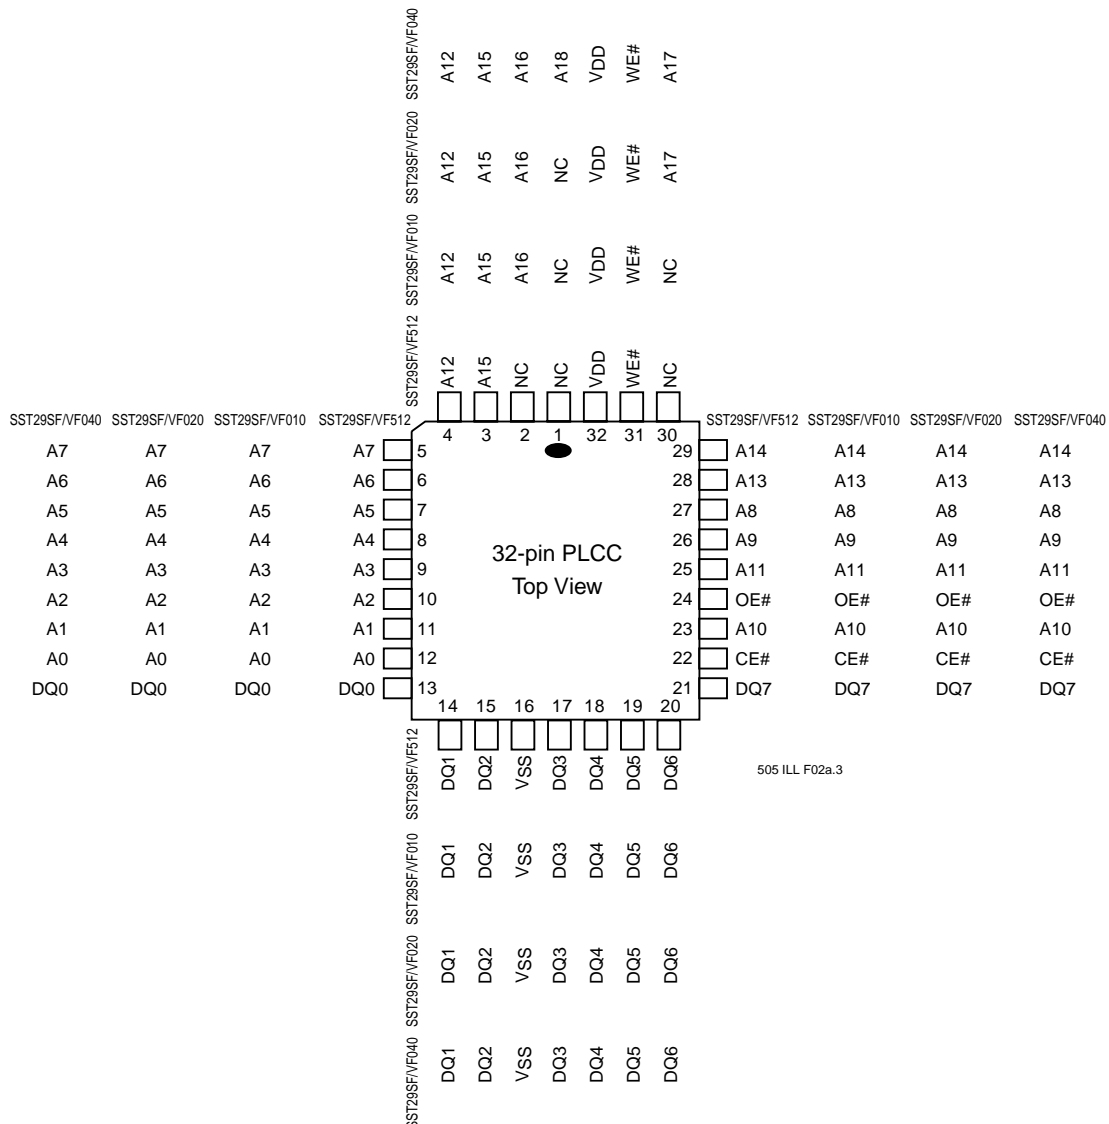 SST29SF/VF040 A12 A15 A16 A18 VDD WE# A17
SST29SF/VF020 A12 A15 A16 NC VDD WE# A17
SST29SF/VF010 A12 A15 A16 NC VDD WE# NC
SST29SF/VF512 A12 A15 NC NC VDD WE# NC
SST29SF/VF040 SST29SF/VF020 SST29SF/VF010 SST29SF/VF512 4 3 2 1 32 31 30 SST29SF/VF512 SST29SF/VF010 SST29SF/VF020 SST29SF/VF040
A7 A7 A7 A7 5 29 A14 A14 A14 A14
A6 A6 A6 A6 6 28 A13 A13 A13 A13
A5 A5 A5 A5 7 27 A8 A8 A8 A8
A4 A4 A4 A4 8 26 A9 A9 A9 A9
32-pin PLCC
A3 A3 A3 A3 9 25 A11 A11 A11 A11
Top View
A2 A2 A2 A2 10 24 OE# OE# OE# OE#
A1 A1 A1 A1 11 23 A10 A10 A10 A10
A0 A0 A0 A0 12 22 CE# CE# CE# CE#
DQ0 DQ0 DQ0 DQ0 13 21 DQ7 DQ7 DQ7 DQ7
14 15 16 17 18 19 20
SST29SF/VF512 DQ1 DQ2 VSS DQ3 DQ4 DQ5 DQ6
505 ILL F02a.3
SST29SF/VF010 DQ1 DQ2 VSS DQ3 DQ4 DQ5 DQ6
SST29SF/VF020 DQ1 DQ2 VSS DQ3 DQ4 DQ5 DQ6
SST29SF/VF040 DQ1 DQ2 VSS DQ3 DQ4 DQ5 DQ6